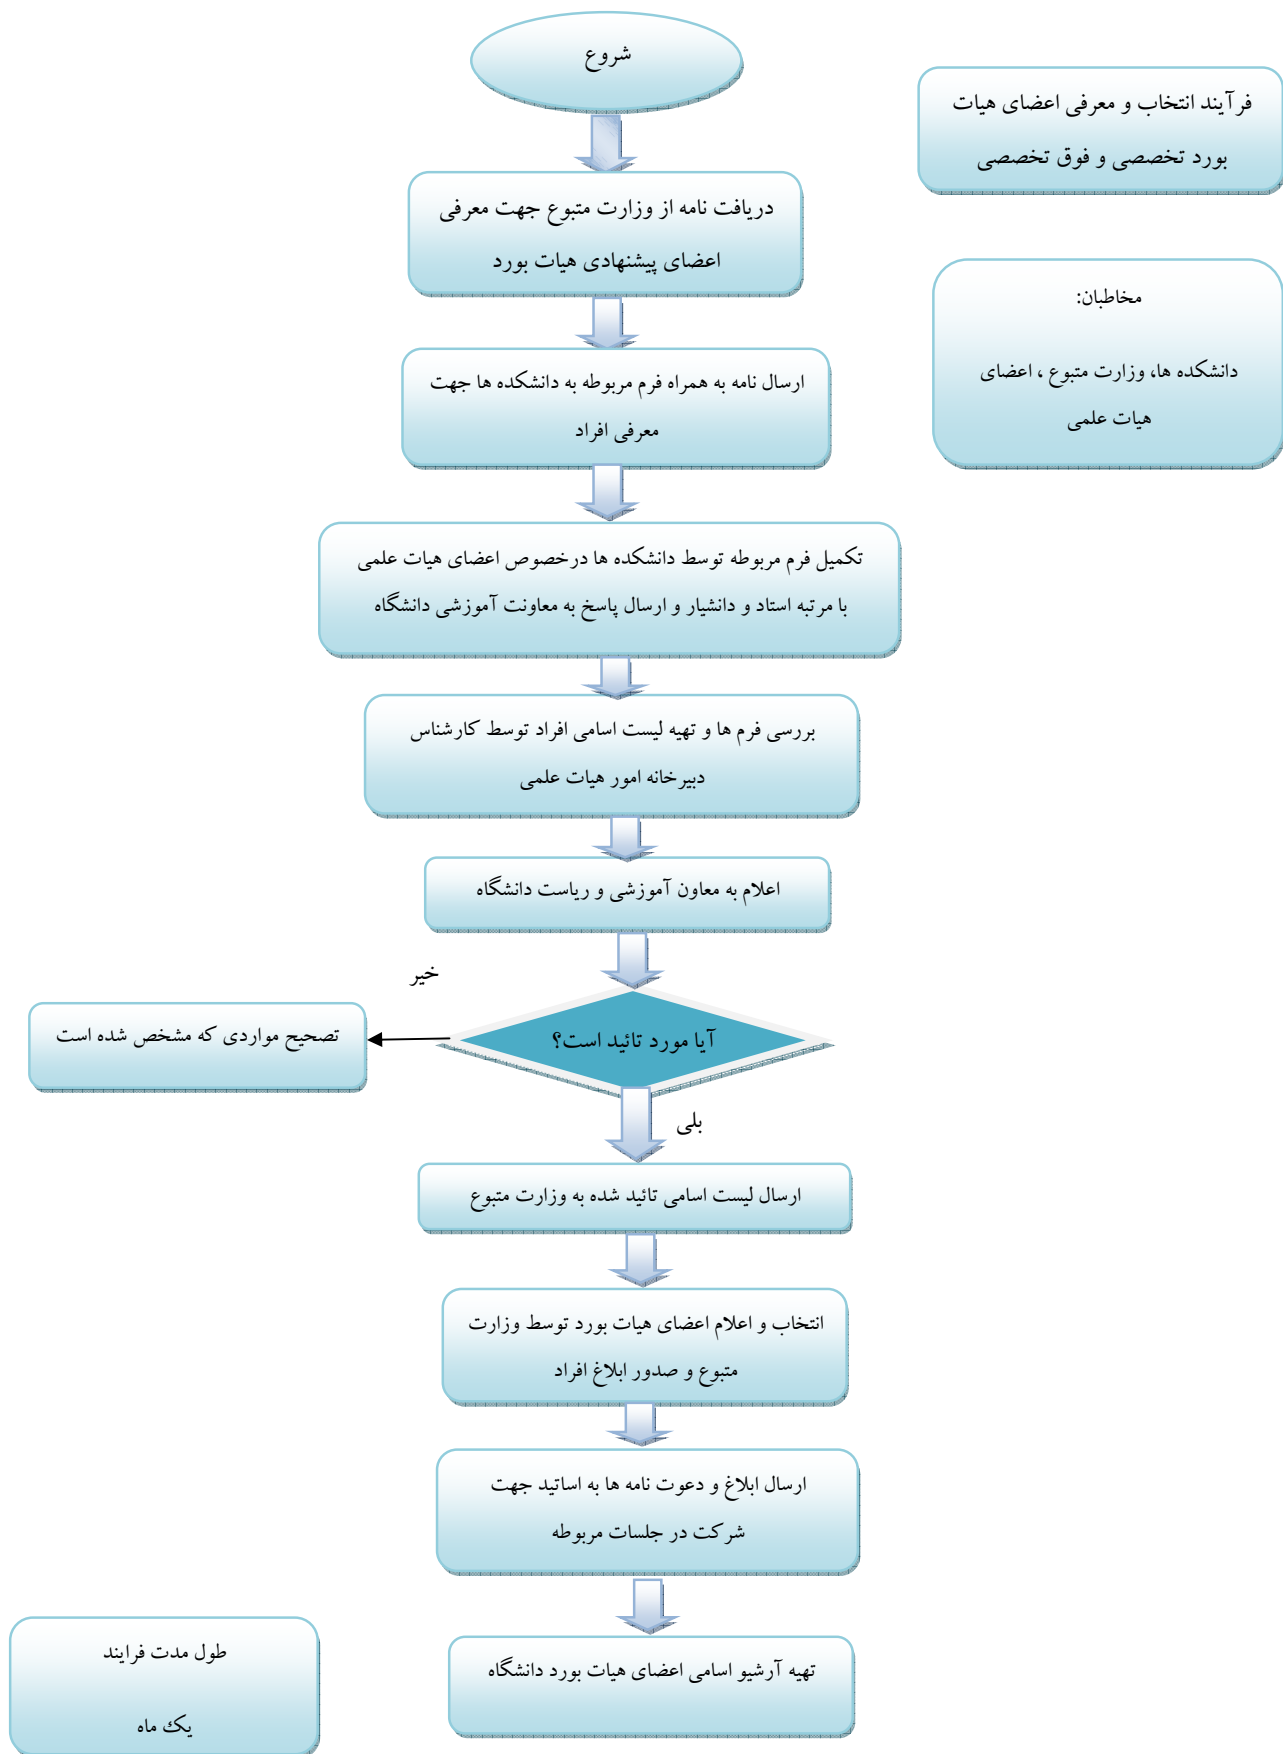 شروع
فرآیند انتخاب و معرفی اعضای هیات
بورد تخصصی و فوق تخصصی
دریافت نامه از وزارت متبوع جهت معرفی
اعضای پیشنهادی هیات بورد
مخاطبان:
دانشکده ها، وزارت متبوع ، اعضای
هیات علمی
ارسال نامه به همراه فرم مربوطه به دانشکده ها جهت
معرفی افراد
تکمیل فرم مربوطه توسط دانشکده ها درخصوص اعضای هیات علمی
با مرتبه استاد و دانشیار و ارسال پاسخ به معاونت آموزشی دانشگاه
بررسی فرم ها و تهیه لیست اسامی افراد توسط کارشناس
دبیرخانه امور هیات علمی
اعلام به معاون آموزشی و ریاست دانشگاه
خیر
آیا مورد تائید است؟
تصحیح مواردی که مشخص شده است
بلی
ارسال لیست اسامی تائید شده به وزارت متبوع
انتخاب و اعلام اعضای هیات بورد توسط وزارت
متبوع و صدور ابلاغ افراد
ارسال ابلاغ و دعوت نامه ها به اساتید جهت
شرکت در جلسات مربوطه
تهیه آرشیو اسامی اعضای هیات بورد دانشگاه
طول مدت فرایند
یک ماه